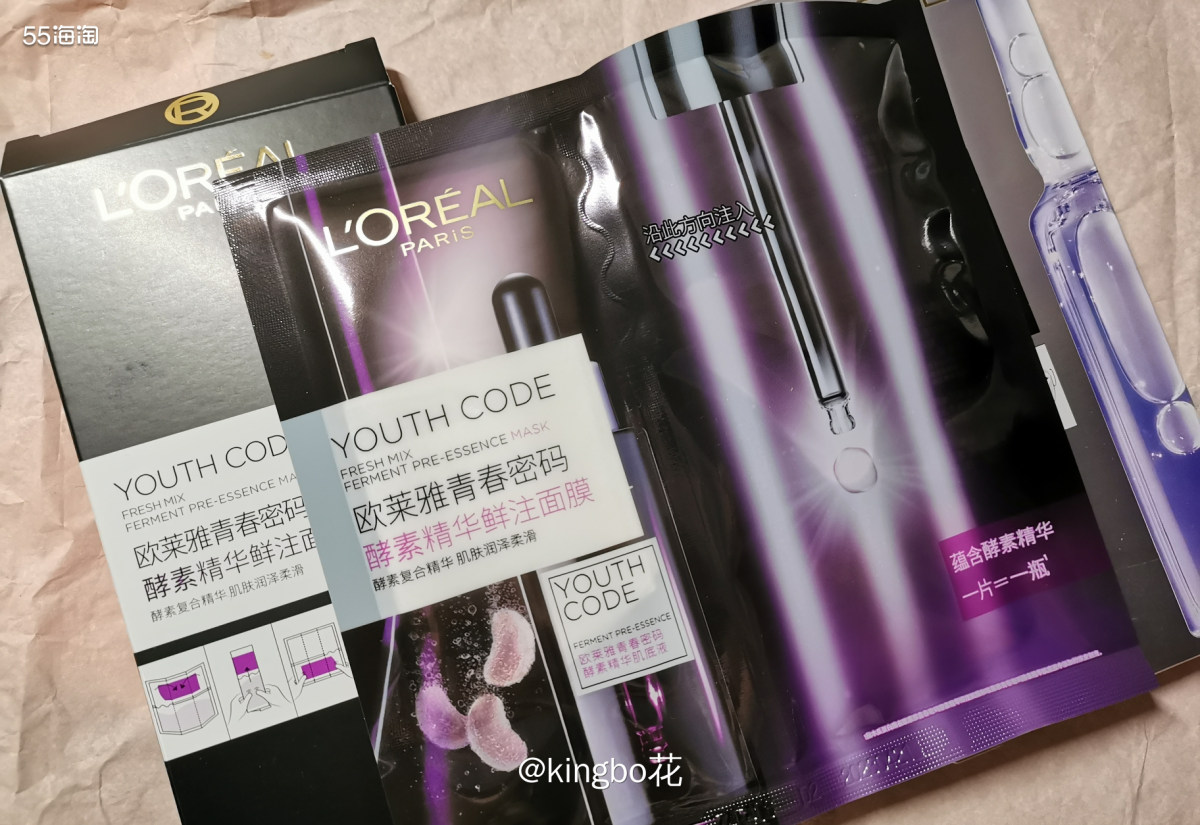 55海淘
L'ORÉAL
PA
YOUTH COD
FRESH MIX
FERMENT PRE-ESSENCE MA
欧莱雅青春密码
酵素精华鲜注面
酵素复合精华 肌肤润泽柔滑
L'ORÉAL
PARIS
YOUTH CODE
FRESH MIX
FERMENT PRE-ESSENCE MASK
欧莱雅青春密码
酵素精华鲜注面膜
酵素复合精华 肌肤润泽柔滑
YOUTH
CODE
FERMENT PRE-ESSENCE
欧莱雅青春密码
酵素精华肌底液
沿此方向注入
蕴含酵素精华
一片=一瓶
@kingbo花